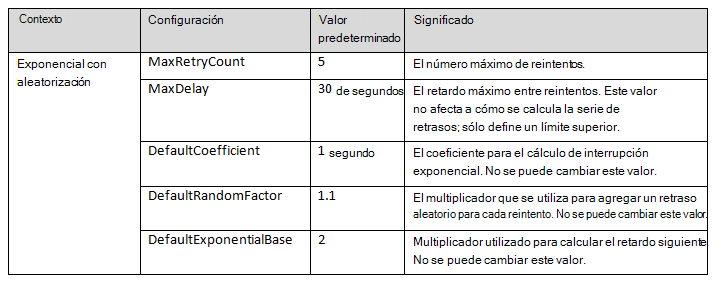 Contexto Configuración Valor predeterminado Significado
Exponencial con aleatorización
MaxRetryCount 5 El número máximo de reintentos.
MaxDelay 30 de segundos El retardo máximo entre reintentos. Este valor
no afecta a cómo se calcula la serie de
retrasos; sólo define un límite superior.
DefaultCoefficient 1 segundo El coeficiente para el cálculo de interrupción
exponencial. No se puede cambiar este valor.
DefaultRandomFactor 1.1 El multiplicador que se utiliza para agregar un retraso
aleatorio para cada reintento. No se puede cambiar este valor.
DefaultExponentialBase 2 Multiplicador utilizado para calcular el retardo siguiente.
No se puede cambiar este valor.